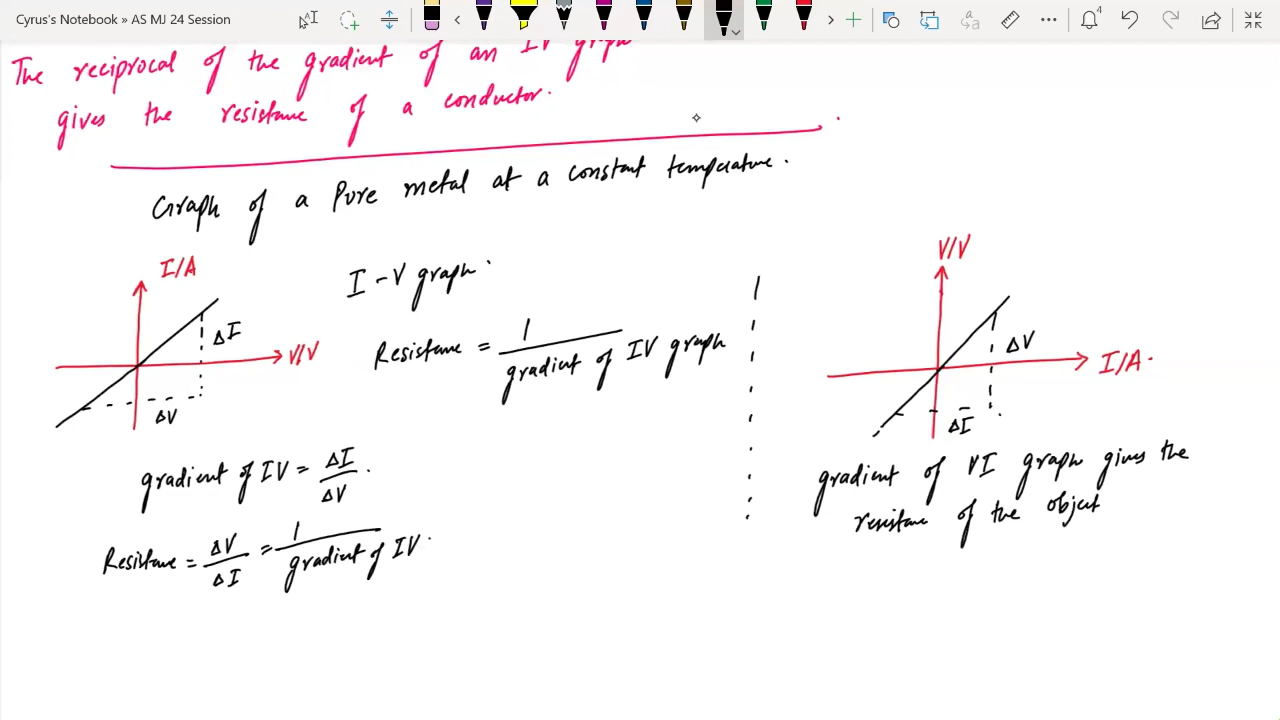 Cyrus's Notebook » AS MJ 24 Session
4
The reciprocal of the gradient of an IV graph
gives the resistance of a conductor.
Graph of a Pure metal at a constant temperature.
I/A
ΔI
V/V
ΔV
I-V graph
Resistance = 1 / gradient of IV graph
gradient of IV = ΔI / ΔV
Resistance = ΔV / ΔI = 1 / gradient of IV
V/V
ΔV
I/A
ΔI
gradient of VI graph gives the
resistance of the object